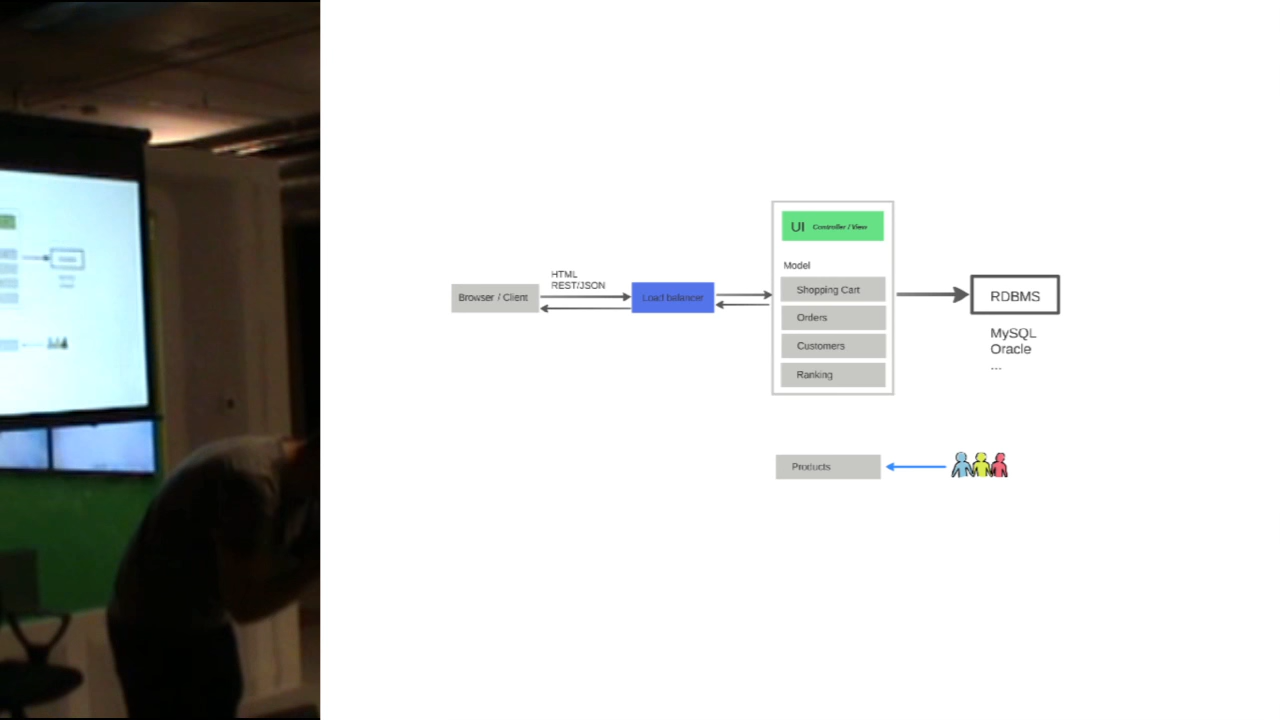 UI Controller / View
Model
Shopping Cart
Orders
Customers
Ranking
HTML
REST/JSON
Browser / Client
Load balancer
RDBMS
MySQL
Oracle
...
Products